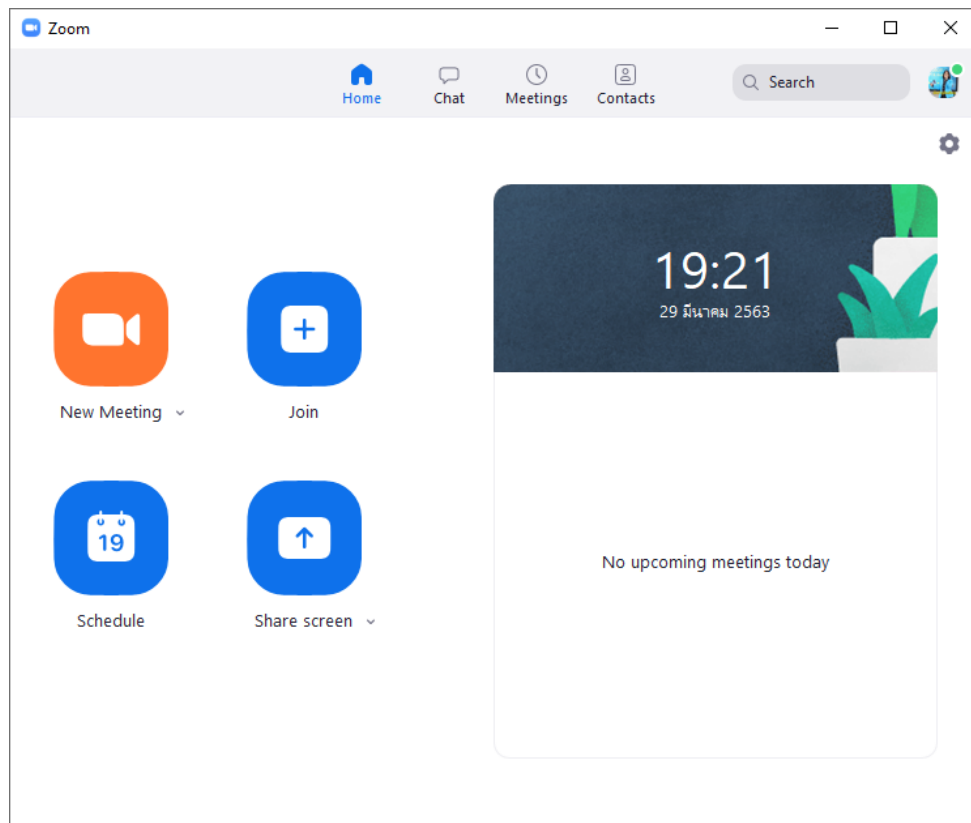 Zoom
Home
Chat
Meetings
Contacts
Search
19:21
29 มีนาคม 2563
New Meeting
Join
19
Schedule
Share screen
No upcoming meetings today